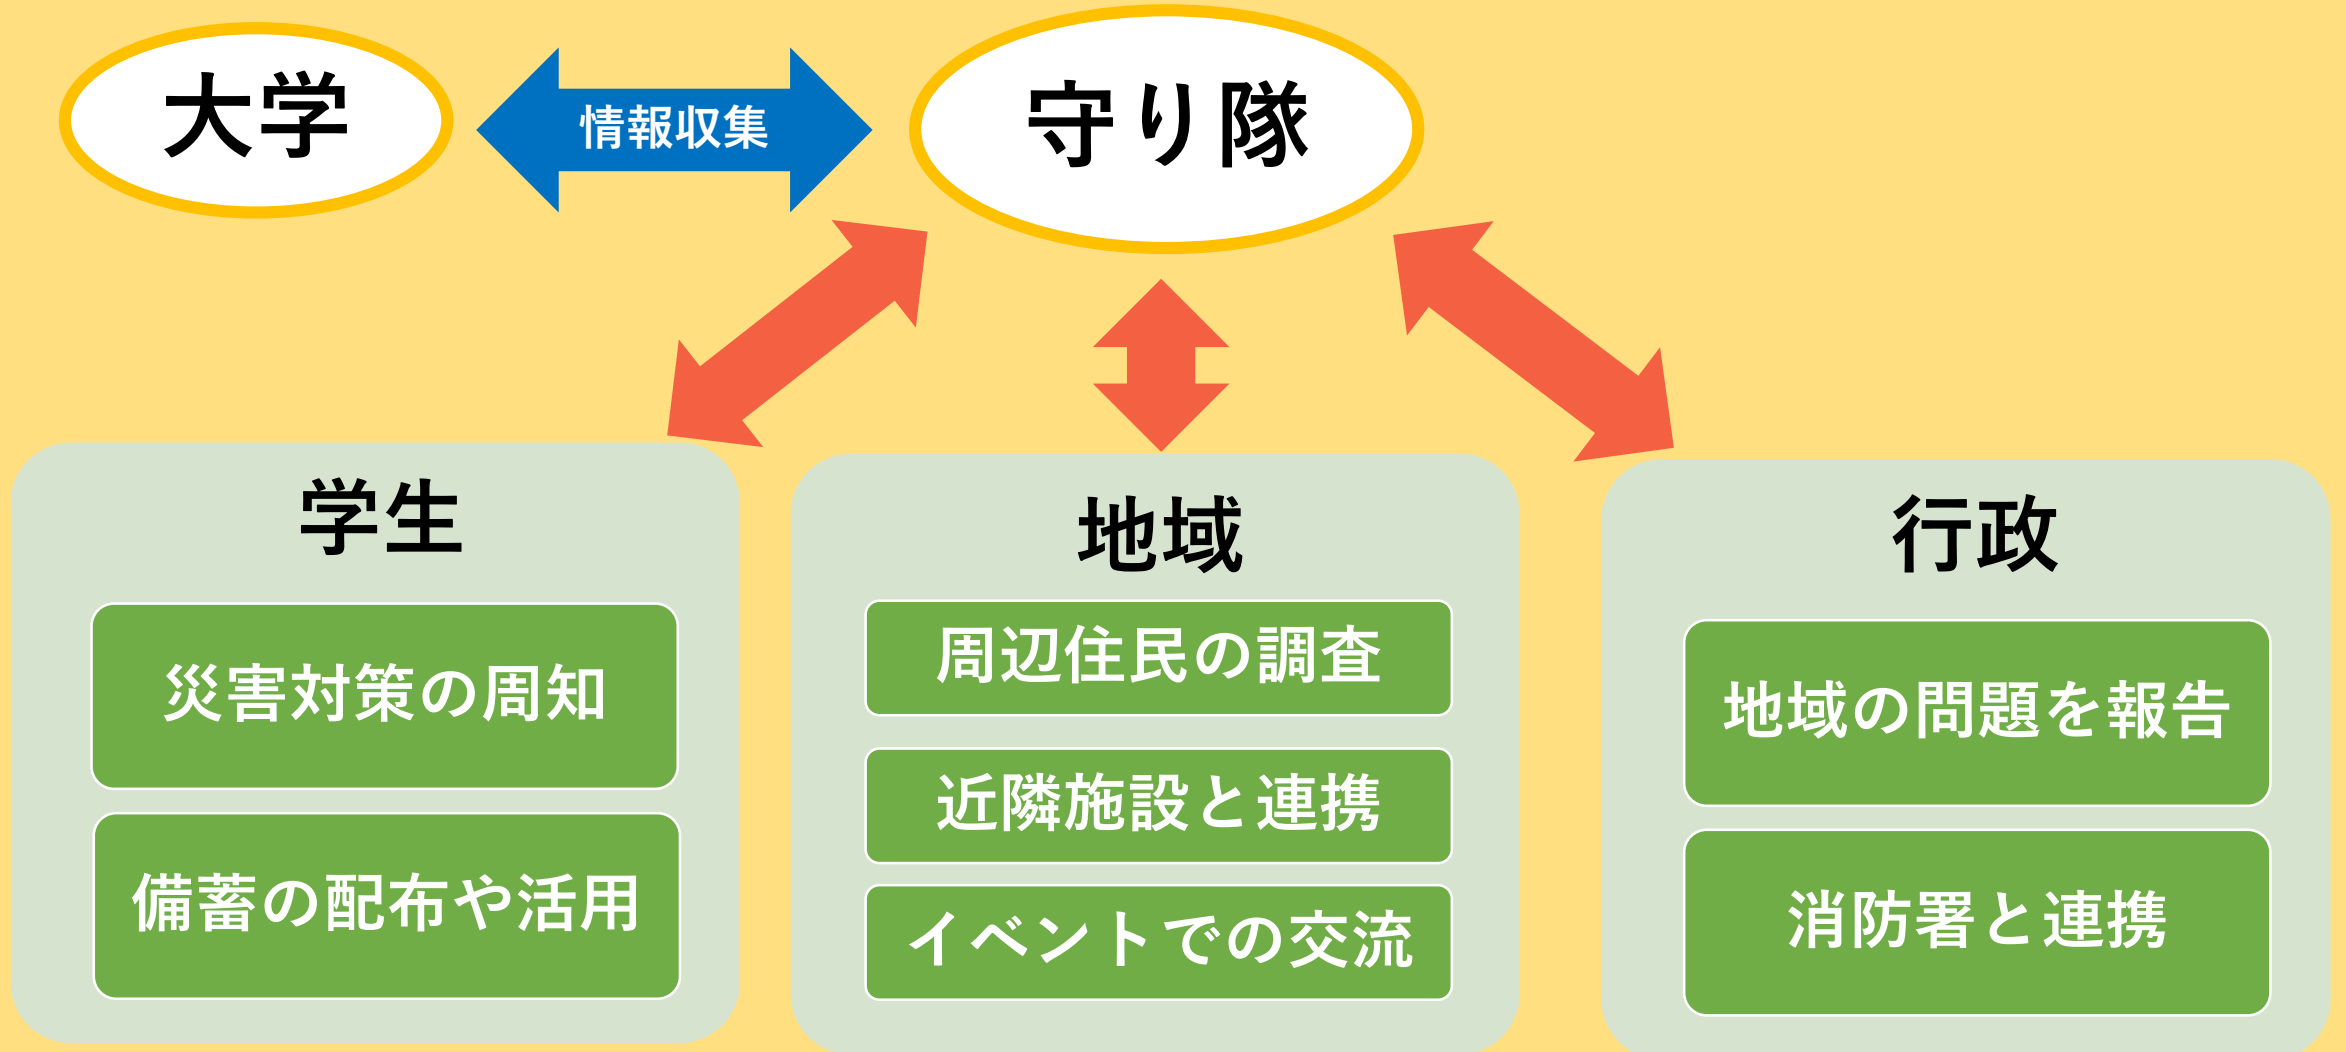 大学
情報収集
守り隊
学生
災害対策の周知
備蓄の配布や活用
地域
周辺住民の調査
近隣施設と連携
イベントでの交流
行政
地域の問題を報告
消防署と連携